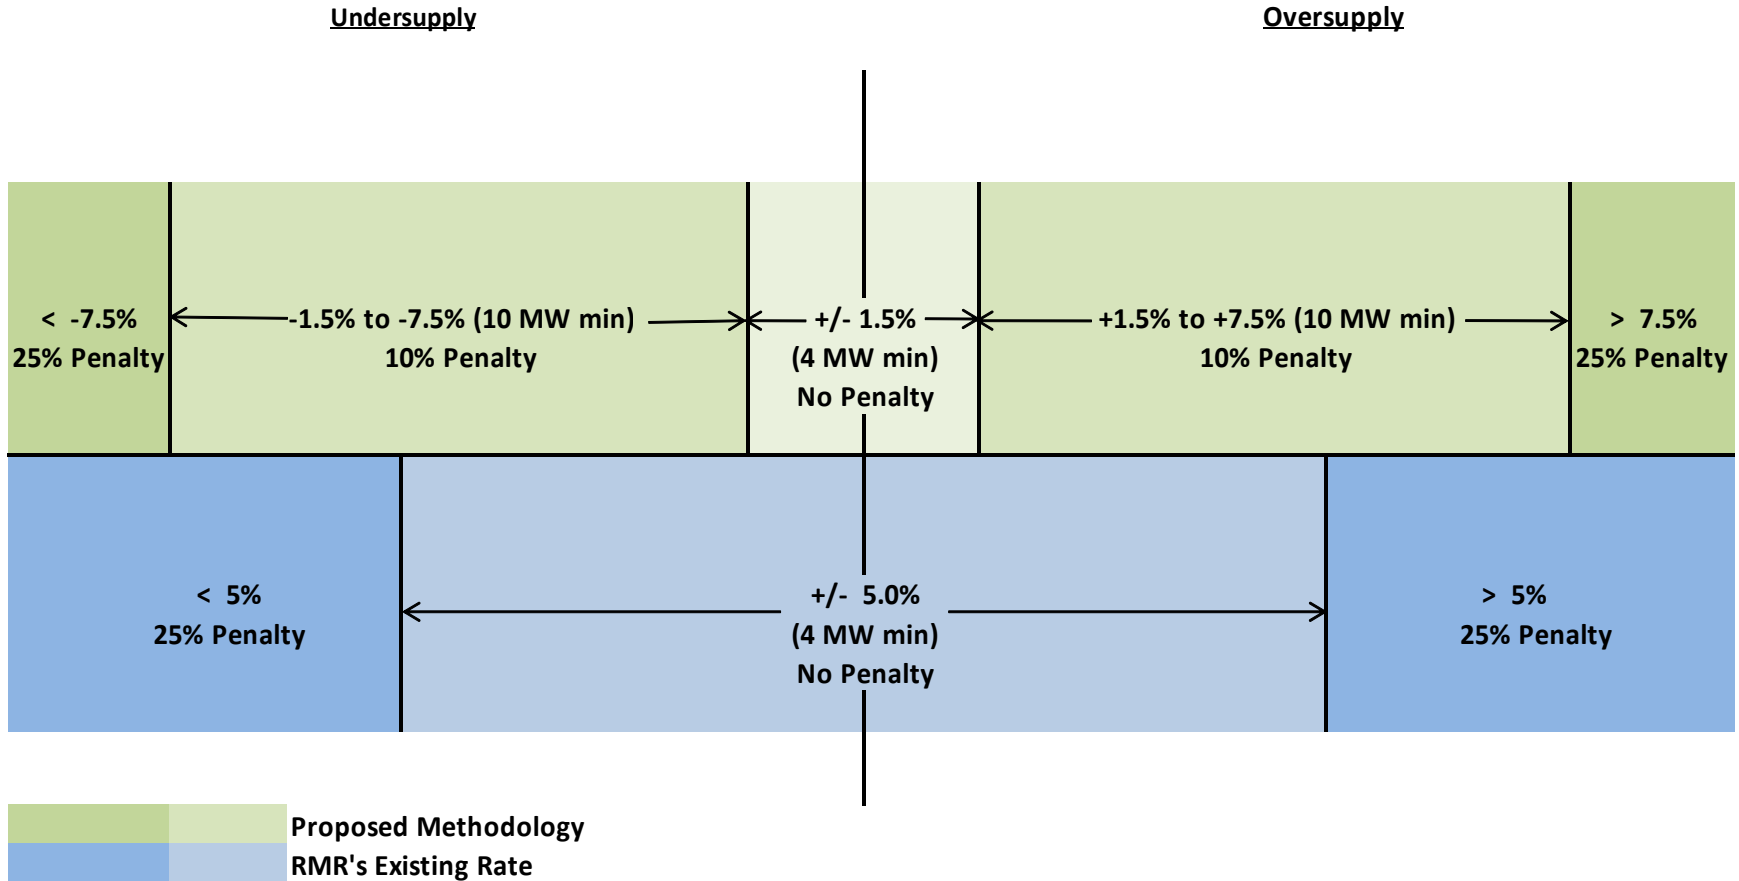 Undersupply
Oversupply
< -7.5%
25% Penalty
-1.5% to -7.5% (10 MW min)
10% Penalty
+/- 1.5%
(4 MW min)
No Penalty
+1.5% to +7.5% (10 MW min)
10% Penalty
> 7.5%
25% Penalty
< 5%
25% Penalty
+/- 5.0%
(4 MW min)
No Penalty
> 5%
25% Penalty
Proposed Methodology
RMR's Existing Rate